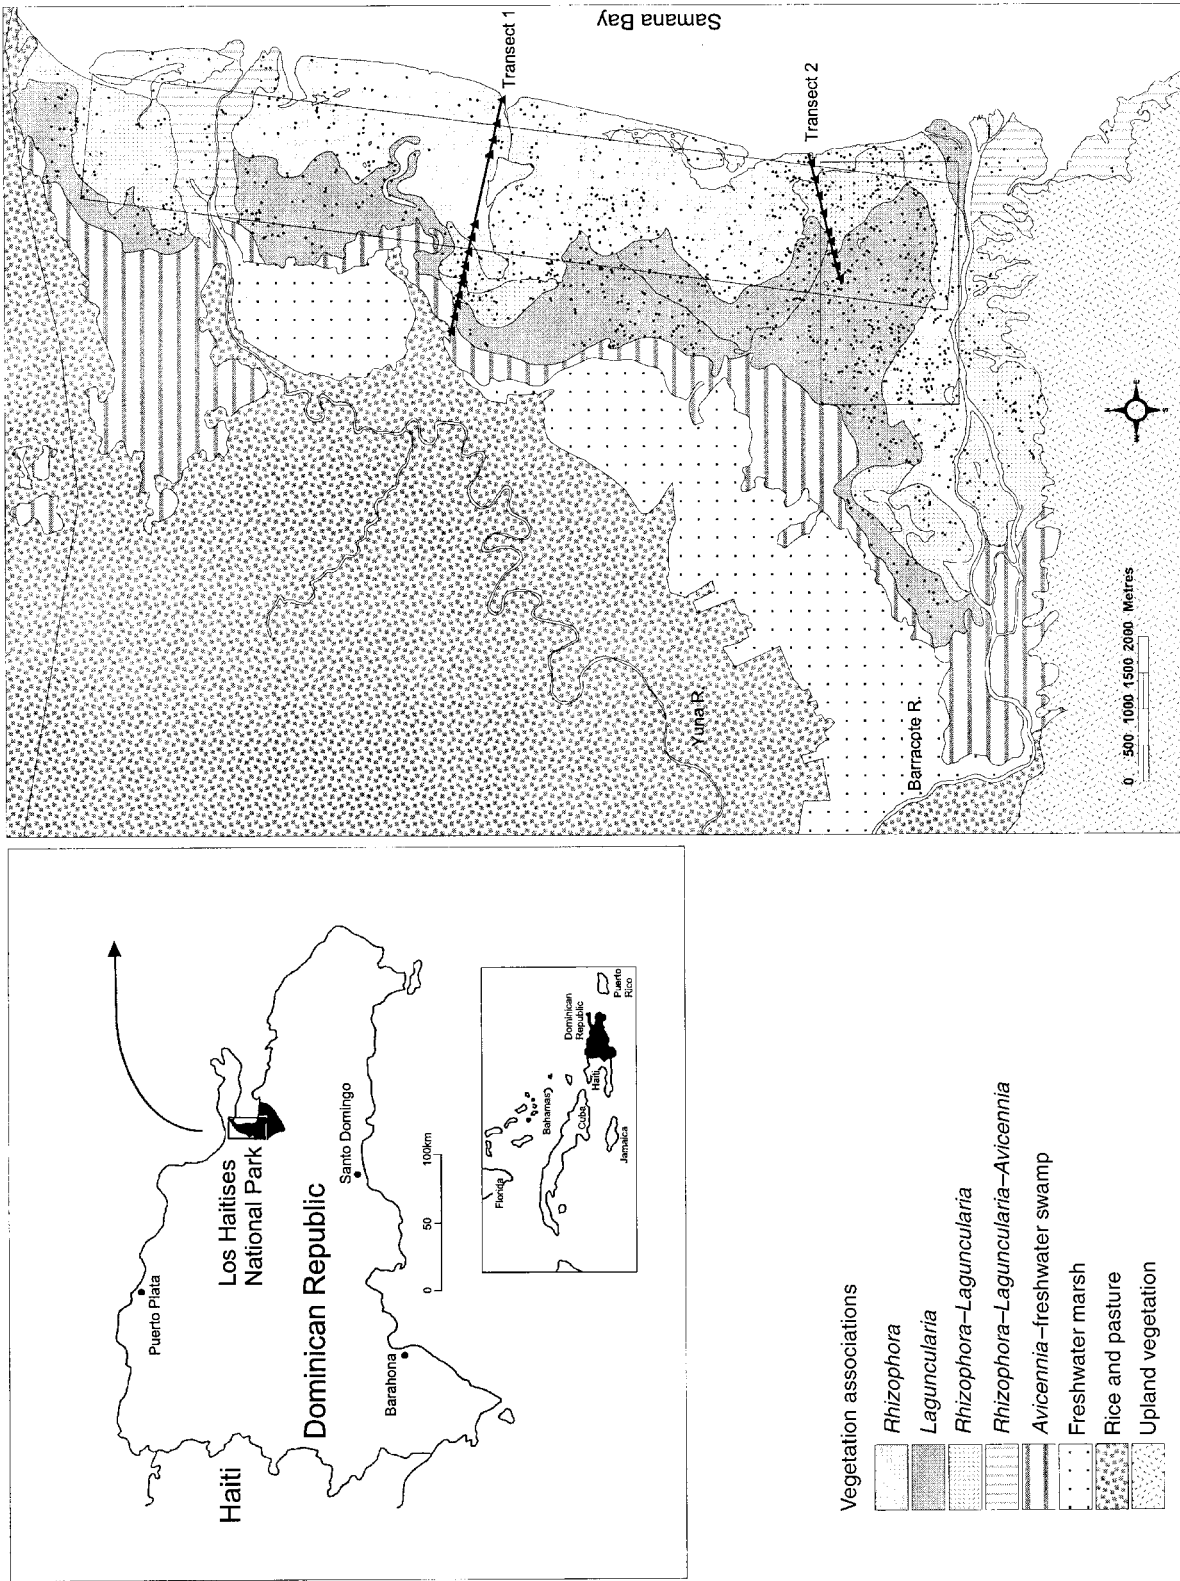 Samana Bay
Transect 1
Transect 2
Yuna R.
Barracpte R.
0 500 1000 1500 2000 Metres
N
E
S
W
Puerto Plata
Los Haitises
National Park
Haiti
Dominican Republic
Santo Domingo
Barahona
0 50 100km
Florida
Bahamas
Cuba
Jamaica
Haiti
Dominican
Republic
Puerto
Rico
Vegetation associations
Rhizophora
Laguncularia
Rhizophora–Laguncularia
Rhizophora–Laguncularia–Avicennia
Avicennia–freshwater swamp
Freshwater marsh
Rice and pasture
Upland vegetation